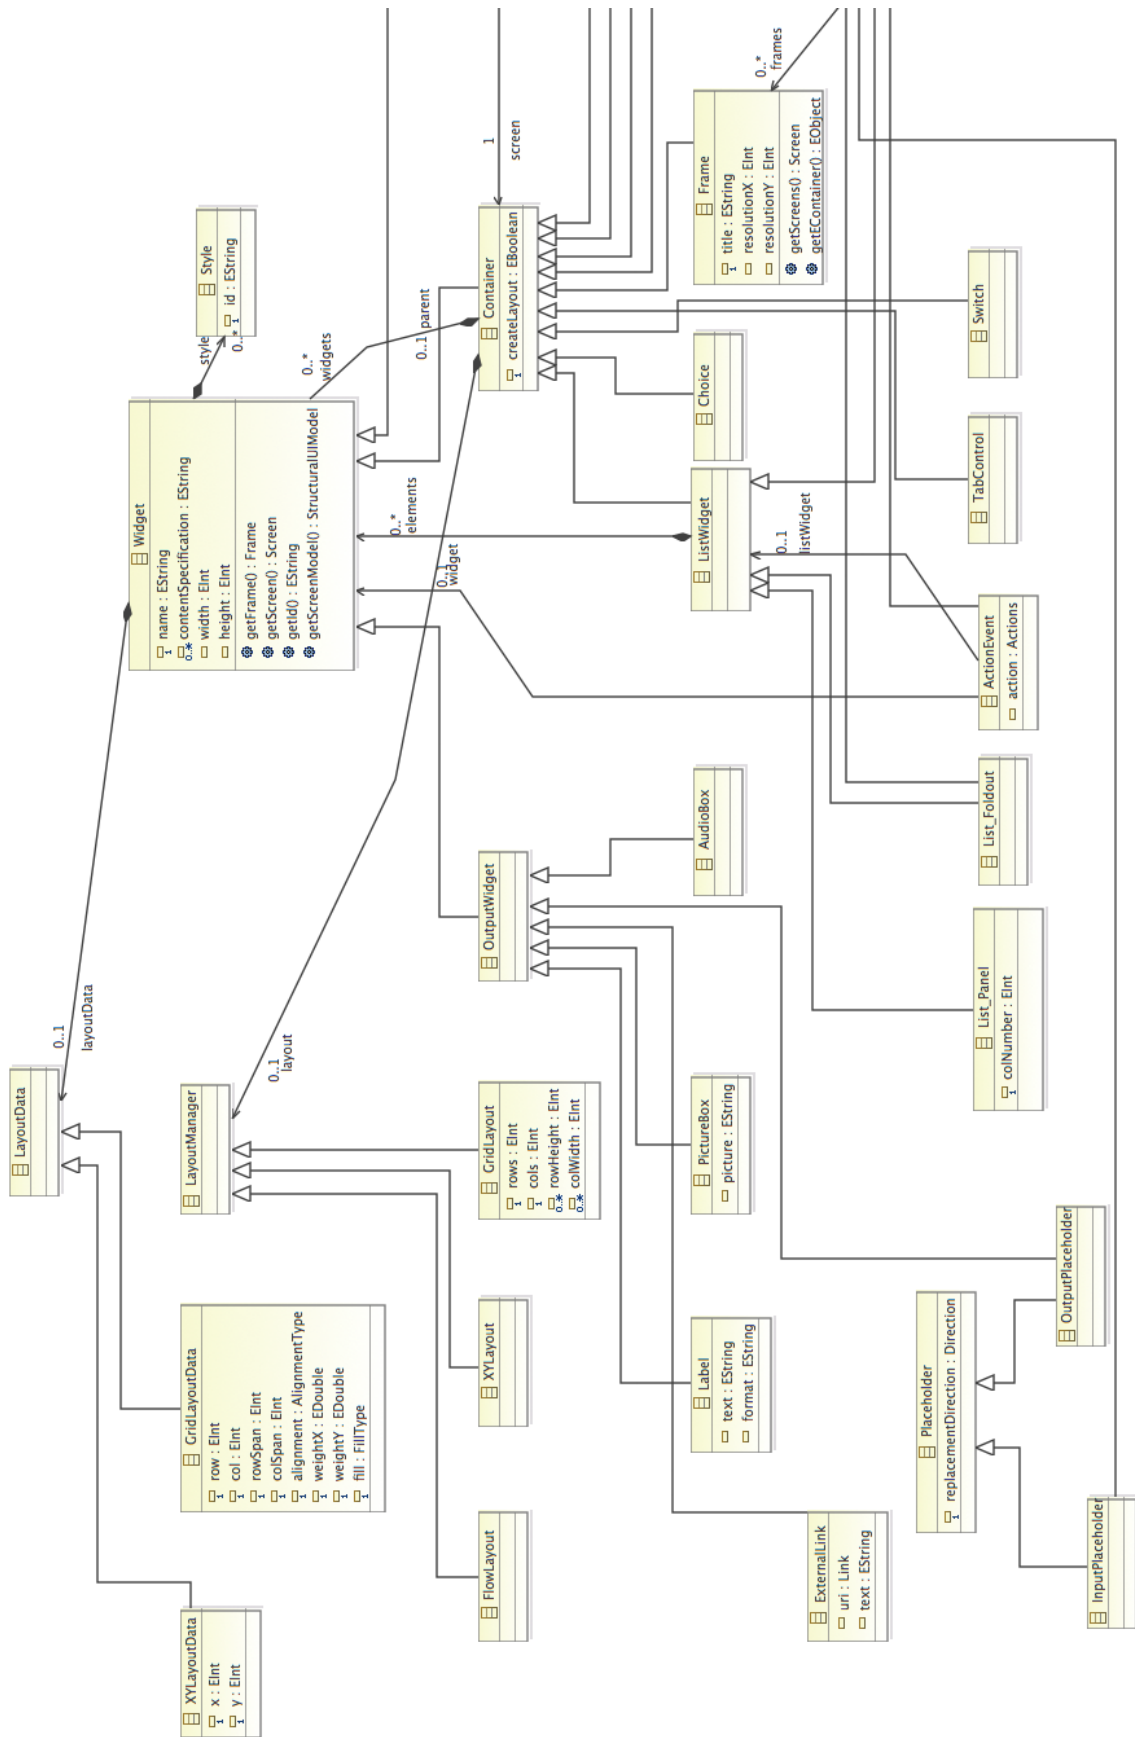 XYLayoutData
x : EInt
1
y : EInt
1
GridLayoutData
row : EInt
1
col : EInt
1
rowSpan : EInt
1
colSpan : EInt
1
alignment : AlignmentType
1
weightX : EDouble
1
weightY : EDouble
1
fill : FillType
1
LayoutData
0..1
layoutData
Widget
name : EString
1
contentSpecification : EString
0..*
width : EInt
height : EInt
getFrame() : Frame
getScreen() : Screen
getId() : EString
getScreenModel() : StructuralUIModel
style
0..*
Style
id : EString
1
LayoutManager
0..1
layout
0..1
widget
0..*
elements
0..*
widgets
0..1
parent
1
screen
FlowLayout
XYLayout
GridLayout
rows : EInt
1
cols : EInt
1
rowHeight : EInt
0..*
colWidth : EInt
0..*
OutputWidget
Container
createLayout : EBoolean
1
ExternalLink
uri : Link
text : EString
Label
text : EString
format : EString
PictureBox
picture : EString
AudioBox
ListWidget
0..1
listWidget
Choice
Frame
title : EString
1
resolutionX : EInt
resolutionY : EInt
getScreens() : Screen
getEContainer() : EObject
0..*
frames
InputPlaceholder
Placeholder
replacementDirection : Direction
1
OutputPlaceholder
List_Panel
colNumber : EInt
1
List_Foldout
ActionEvent
action : Actions
TabControl
Switch